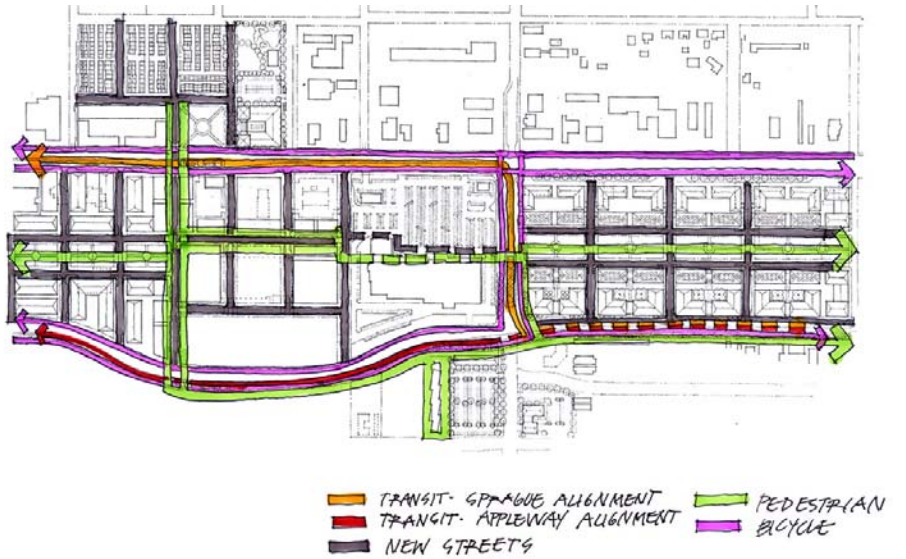 TRANSIT- SPRAGUE ALIGNMENT
TRANSIT- APPLEWAY ALIGNMENT
NEW STREETS
PEDESTRIAN
BICYCLE